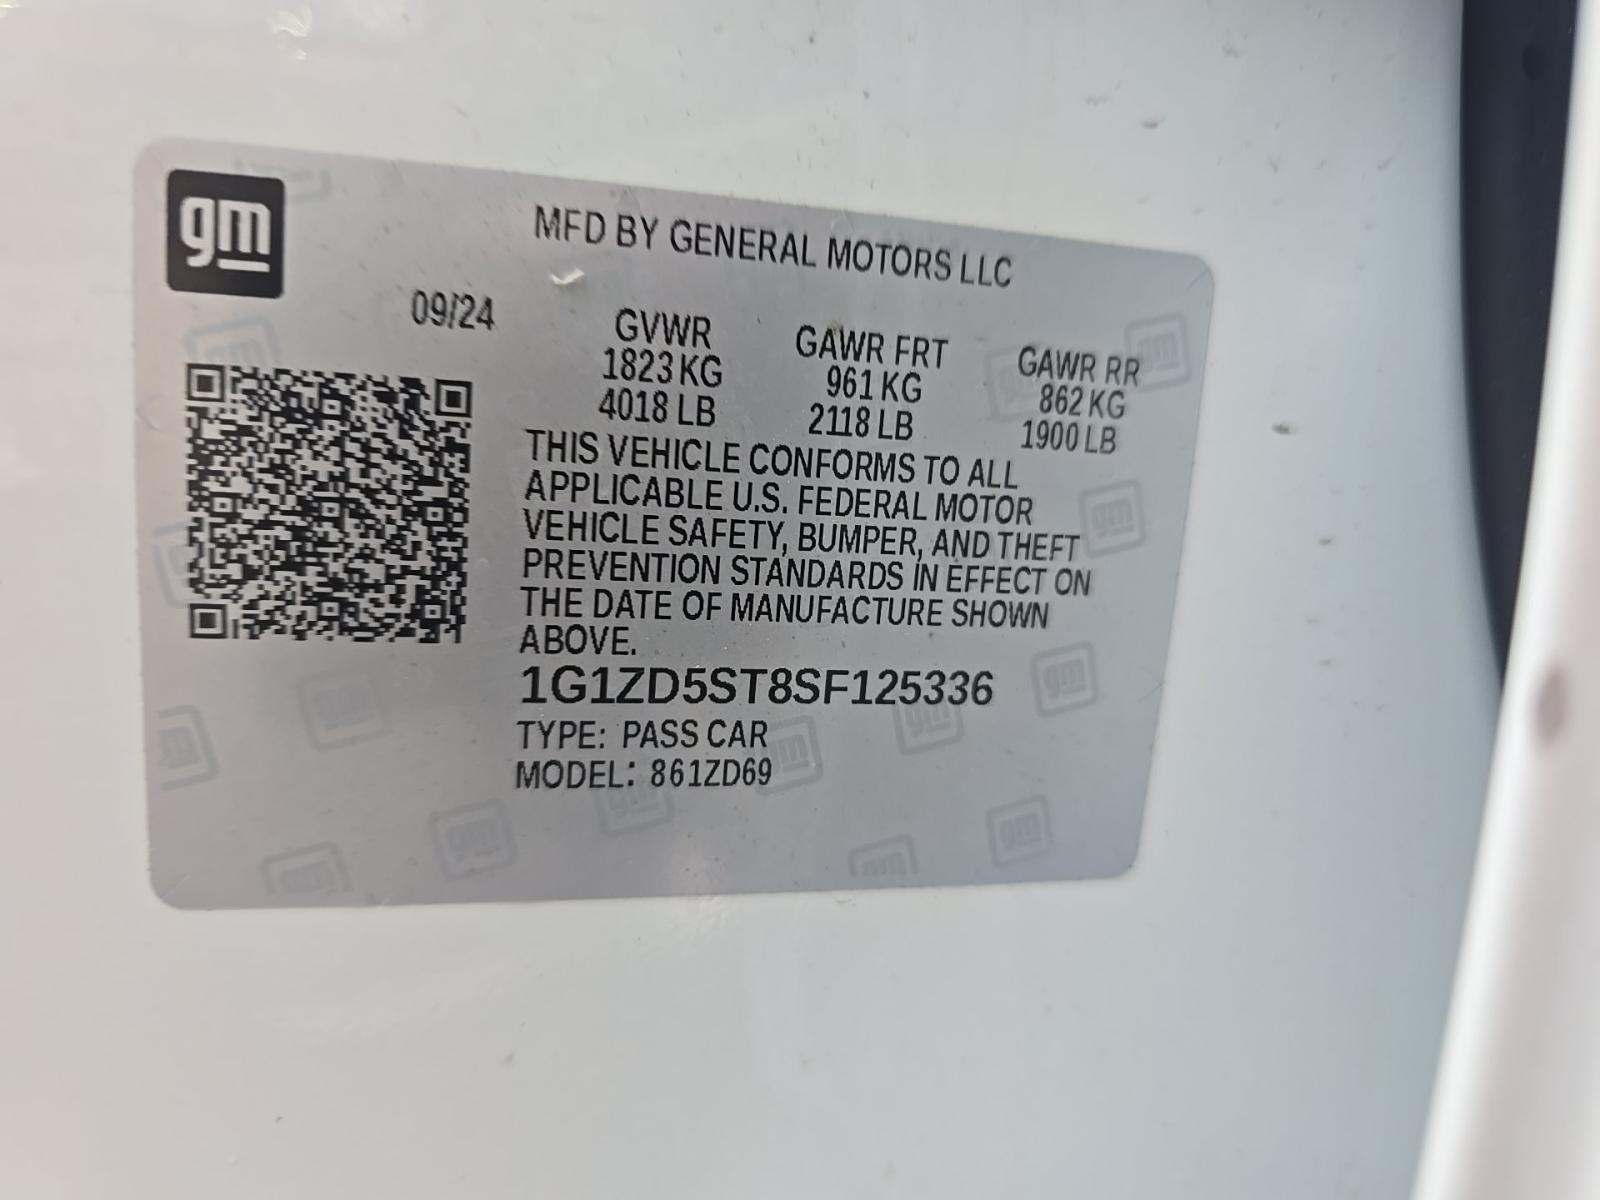 gm
MFD BY GENERAL MOTORS LLC
09/24
GVWR GAWR FRT GAWR RR
1823 KG 961 KG 862 KG
4018 LB 2118 LB 1900 LB
THIS VEHICLE CONFORMS TO ALL
APPLICABLE U.S. FEDERAL MOTOR
VEHICLE SAFETY, BUMPER, AND THEFT
PREVENTION STANDARDS IN EFFECT ON
THE DATE OF MANUFACTURE SHOWN
ABOVE.
1G1ZD5ST8SF125336
TYPE: PASS CAR
MODEL: 861ZD69